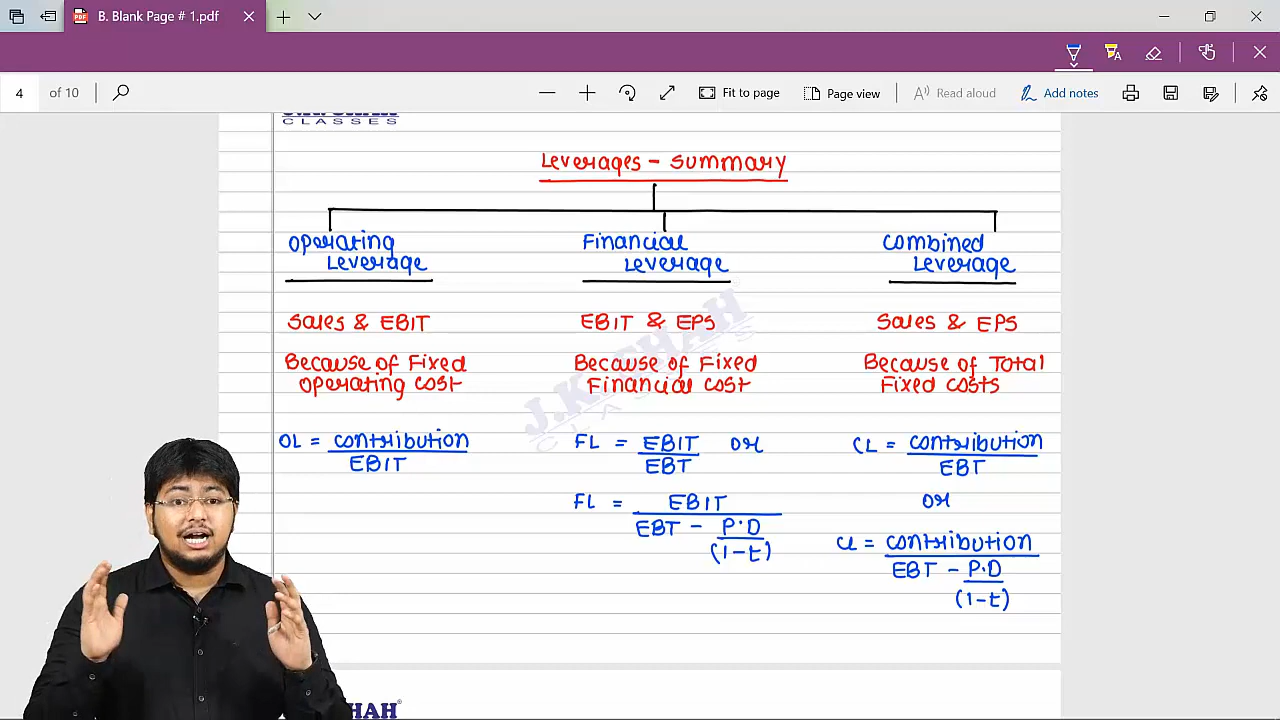 B. Blank Page # 1.pdf
4 of 10
Fit to page
Page view
Read aloud
Add notes
CLASSES
Leverages - Summary
Operating Leverage
Financial Leverage
Combined Leverage
Sales & EBIT
EBIT & EPS
Sales & EPS
Because of Fixed Operating cost
Because of Fixed Financial cost
Because of Total Fixed costs
OL = contribution
EBIT
FL = EBIT or
EBT
CL = contribution
EBT
FL = EBIT
EBT - P.D
(1-t)
or
CL = contribution
EBT - P.D
(1-t)
J.K. SHAH
CLASSES
SHAH